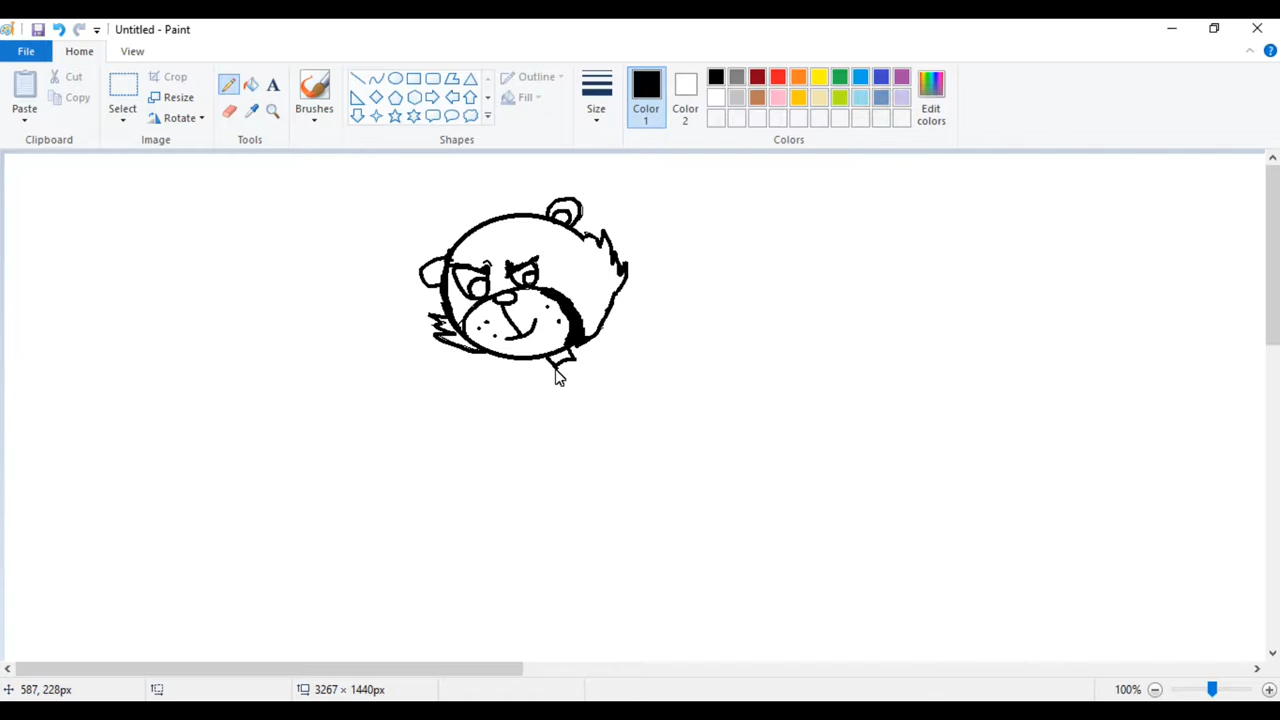 Untitled - Paint
File Home View
Paste
Cut
Copy
Clipboard
Select
Crop
Resize
Rotate
Image
A
Tools
Brushes
Outline
Fill
Shapes
Size
Color 1
Color 2
Edit colors
Colors
587, 228px
3267 × 1440px
100%